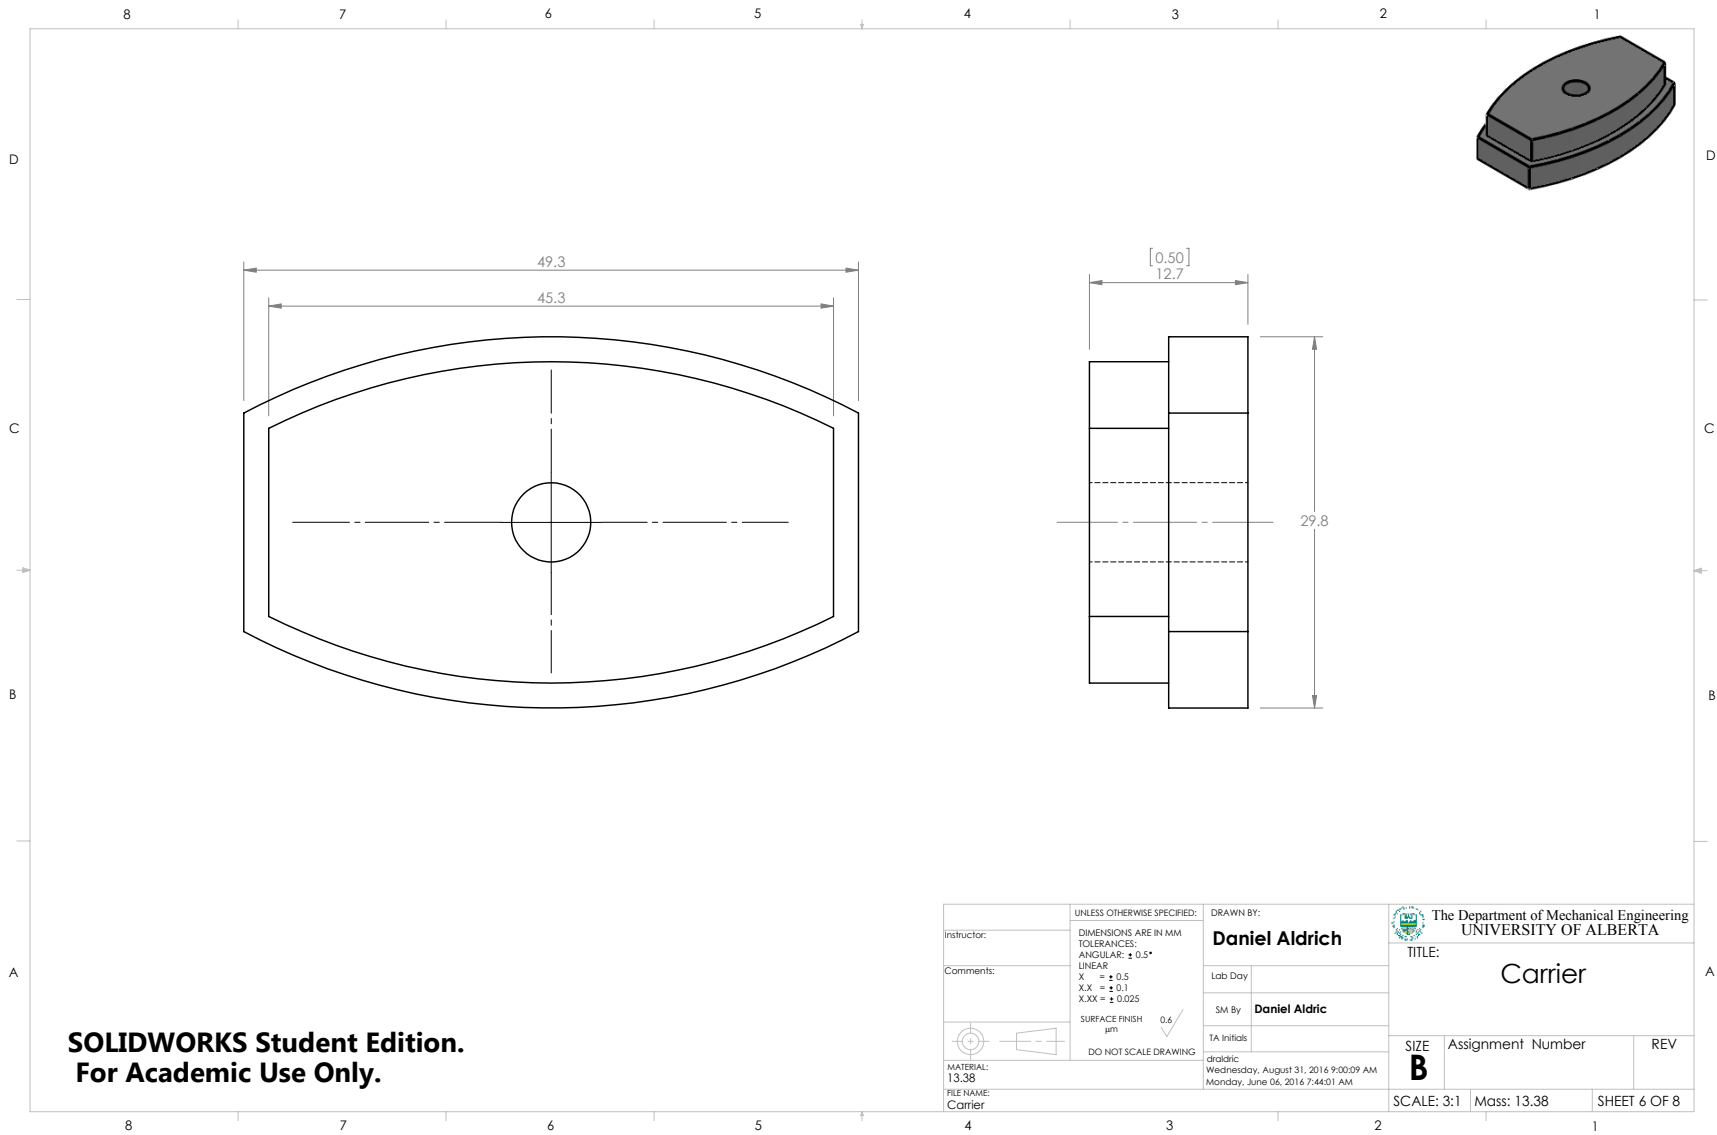 8 7 6 5 4 3 2 1
D D
49.3
45.3
[0.50]
12.7
C C
29.8
B B
A A
SOLIDWORKS Student Edition.
For Academic Use Only.
Instructor:
Comments:
UNLESS OTHERWISE SPECIFIED:
DIMENSIONS ARE IN MM
TOLERANCES:
ANGULAR: ± 0.5°
LINEAR
X = ± 0.5
X.X = ± 0.1
X.XX = ± 0.025
SURFACE FINISH 0.6
µm
DO NOT SCALE DRAWING
MATERIAL:
13.38
FILE NAME:
Carrier
DRAWN BY:
Daniel Aldrich
Lab Day
SM By Daniel Aldric
TA Initials
draldric
Wednesday, August 31, 2016 9:00:09 AM
Monday, June 06, 2016 7:44:01 AM
The Department of Mechanical Engineering
UNIVERSITY OF ALBERTA
TITLE:
Carrier
SIZE
B
Assignment Number
REV
SCALE: 3:1 Mass: 13.38 SHEET 6 OF 8
8 7 6 5 4 3 2 1